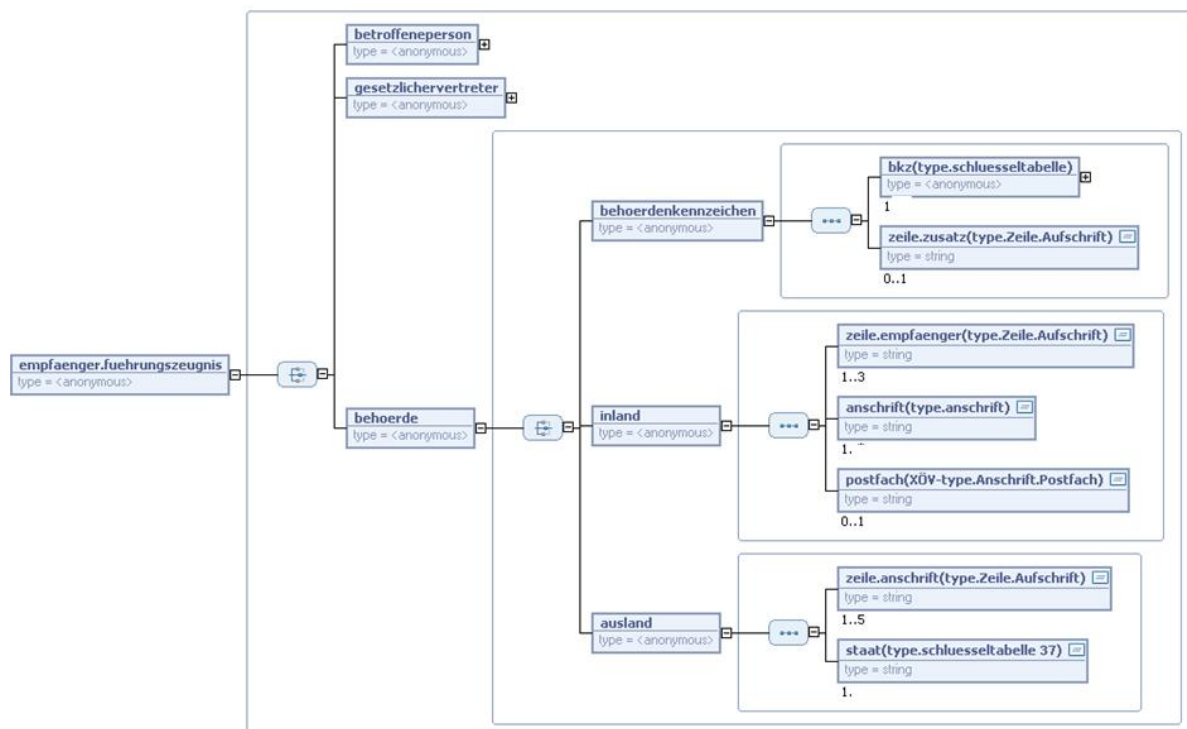 betroffeneperson
type = <anonymous>
gesetzlichervertreter
type = <anonymous>
bkz(type.schluesseltabelle)
type = <anonymous>
1
behoerdenkennzeichen
type = <anonymous>
zeile.zusatz(type.Zeile.Aufschrift)
type = string
0..1
zeile.empfaenger(type.Zeile.Aufschrift)
type = string
1..3
empfaenger.fuehrungszeugnis
type = <anonymous>
behoerde
type = <anonymous>
inland
type = <anonymous>
anschrift(type.anschrift)
type = string
1.
postfach(XÖV-type.Anschrift.Postfach)
type = string
0..1
zeile.anschrift(type.Zeile.Aufschrift)
type = string
1..5
ausland
type = <anonymous>
staat(type.schluesseltabelle 37)
type = string
1.